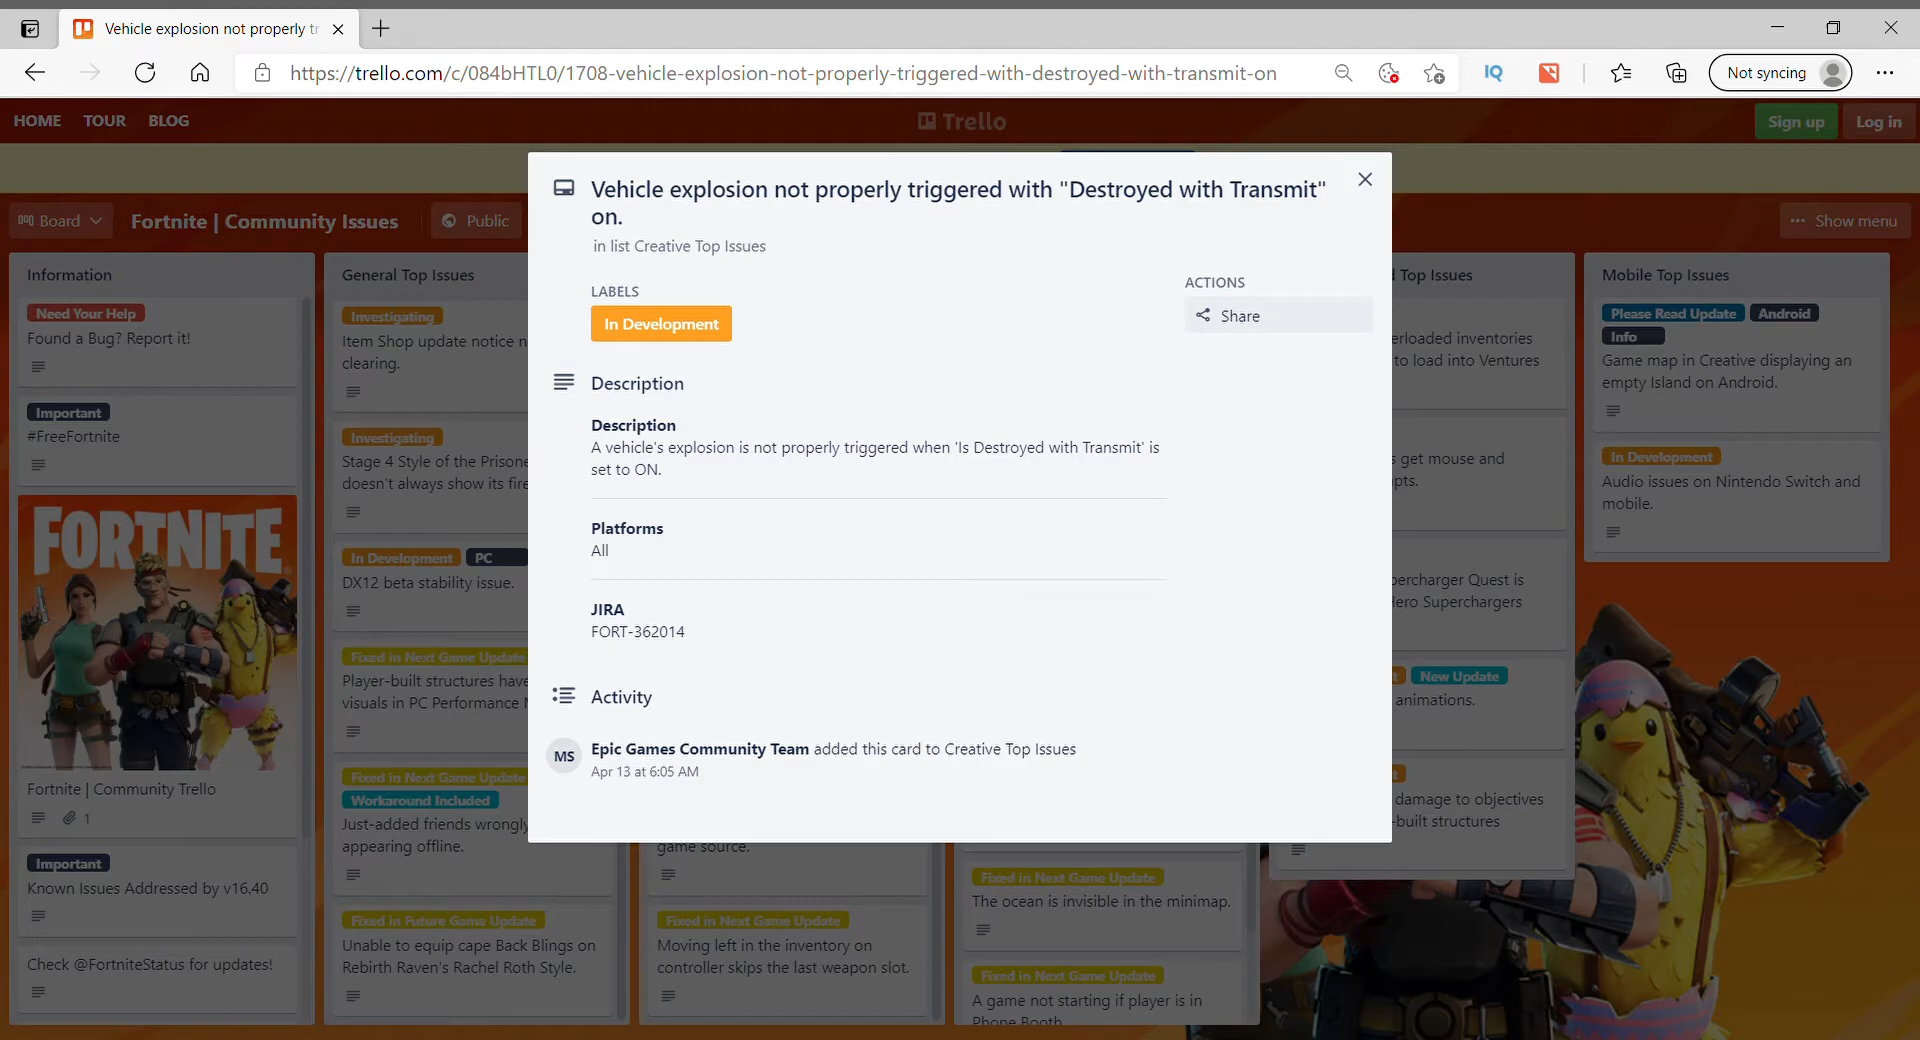 Vehicle explosion not properly tr
https://trello.com/c/084bHTL0/1708-vehicle-explosion-not-properly-triggered-with-destroyed-with-transmit-on
IQ
Not syncing
HOME TOUR BLOG
Trello
Sign up
Log in
Board
Fortnite | Community Issues
Public
Show menu
Vehicle explosion not properly triggered with "Destroyed with Transmit"
on.
in list Creative Top Issues
LABELS
In Development
ACTIONS
Share
Description
Description
A vehicle's explosion is not properly triggered when 'Is Destroyed with Transmit' is
set to ON.
Platforms
All
JIRA
FORT-362014
Activity
MS
Epic Games Community Team added this card to Creative Top Issues
Apr 13 at 6:05 AM
Information
Need Your Help
Found a Bug? Report it!
Important
#FreeFortnite
FORTNITE
Fortnite | Community Trello
1
Important
Known Issues Addressed by v16.40
Check @FortniteStatus for updates!
General Top Issues
Investigating
Item Shop update notice n
clearing.
Investigating
Stage 4 Style of the Prisone
doesn't always show its fire
In Development PC
DX12 beta stability issue.
Fixed in Next Game Update
Player-built structures have
visuals in PC Performance
Fixed in Next Game Update
Workaround Included
Just-added friends wrongly
appearing offline.
Fixed in Future Game Update
Unable to equip cape Back Blings on
Rebirth Raven's Rachel Roth Style.
game source.
Fixed in Next Game Update
Moving left in the inventory on
controller skips the last weapon slot.
Fixed in Next Game Update
The ocean is invisible in the minimap.
Fixed in Next Game Update
A game not starting if player is in
Phone Booth
d Top Issues
erloaded inventories
to load into Ventures
s get mouse and
pts.
percharger Quest is
Hero Superchargers
t New Update
animations.
t
damage to objectives
-built structures
Mobile Top Issues
Please Read Update Android
Info
Game map in Creative displaying an
empty Island on Android.
In Development
Audio issues on Nintendo Switch and
mobile.